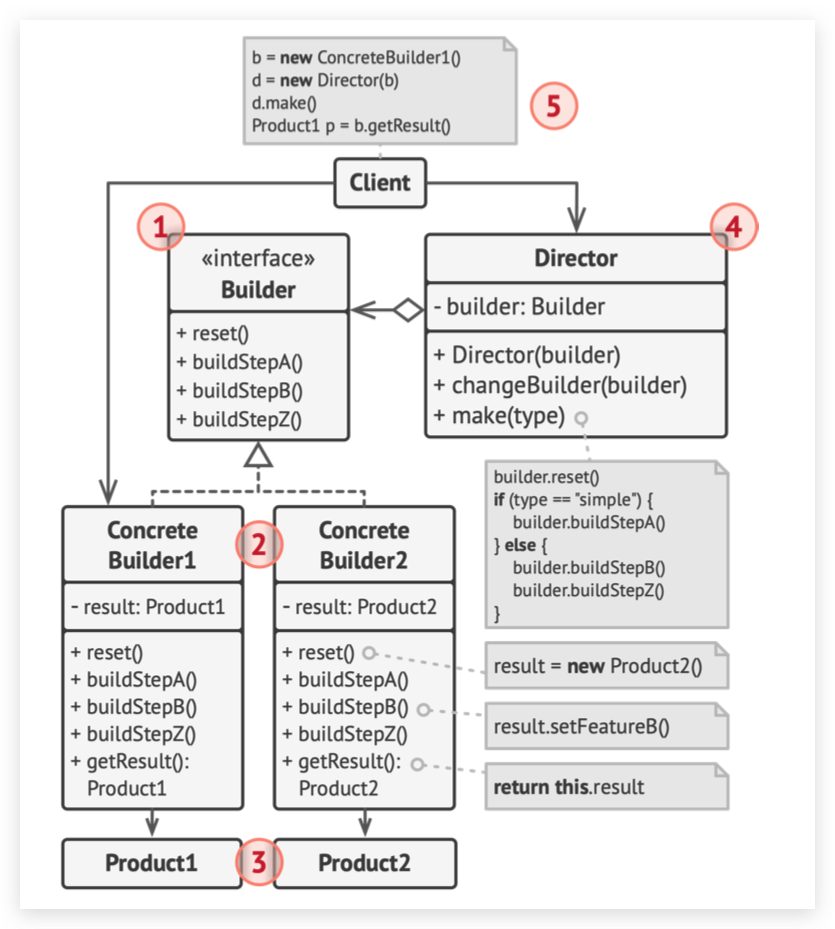 b = new ConcreteBuilder1()
d = new Director(b)
d.make()
Product1 p = b.getResult()
5
Client
1
«interface»
Builder
+ reset()
+ buildStepA()
+ buildStepB()
+ buildStepZ()
4
Director
- builder: Builder
+ Director(builder)
+ changeBuilder(builder)
+ make(type)
builder.reset()
if (type == "simple") {
builder.buildStepA()
} else {
builder.buildStepB()
builder.buildStepZ()
}
Concrete
Builder1
- result: Product1
+ reset()
+ buildStepA()
+ buildStepB()
+ buildStepZ()
+ getResult():
Product1
2
Concrete
Builder2
- result: Product2
+ reset()
+ buildStepA()
+ buildStepB()
+ buildStepZ()
+ getResult():
Product2
result = new Product2()
result.setFeatureB()
return this.result
Product1
3
Product2